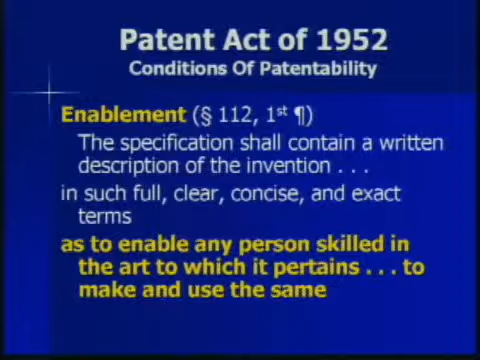 Patent Act of 1952
Conditions Of Patentability
Enablement (§ 112, 1st ¶)
The specification shall contain a written
description of the invention . . .
in such full, clear, concise, and exact
terms
as to enable any person skilled in
the art to which it pertains . . . to
make and use the same